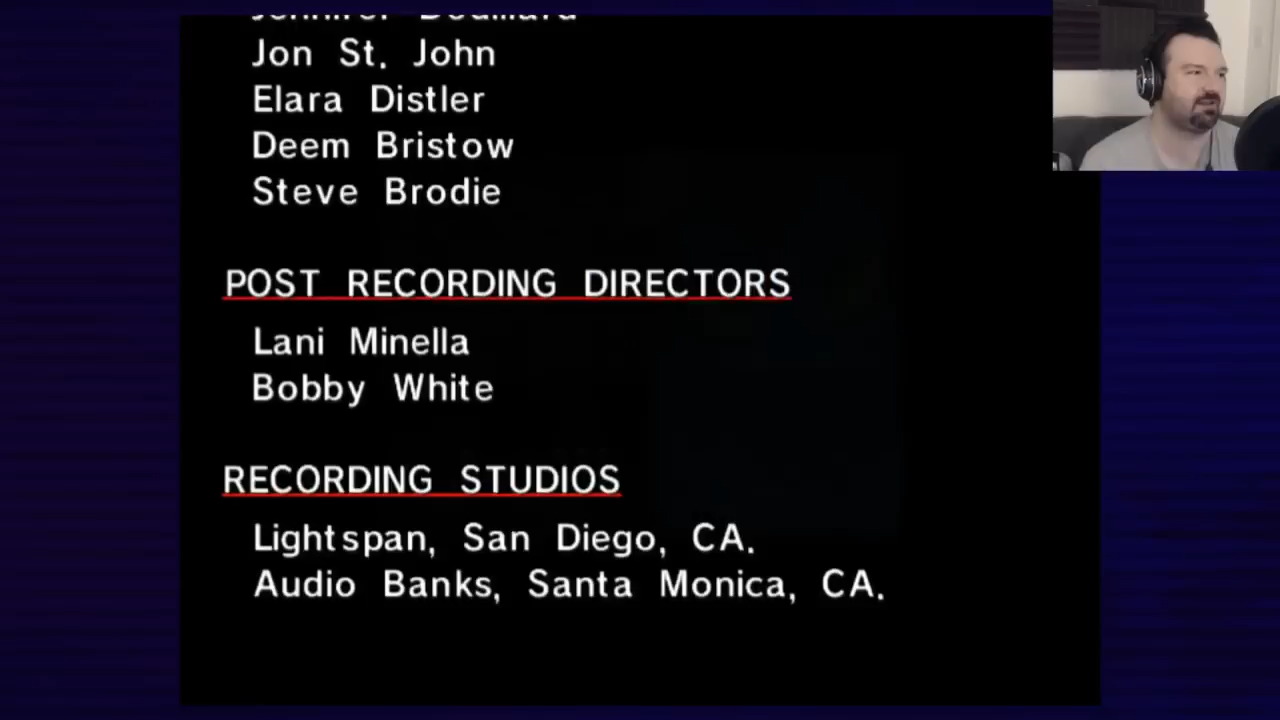 Jon St. John
Elara Distler
Deem Bristow
Steve Brodie
POST RECORDING DIRECTORS
Lani Minella
Bobby White
RECORDING STUDIOS
Lightspan, San Diego, CA.
Audio Banks, Santa Monica, CA.